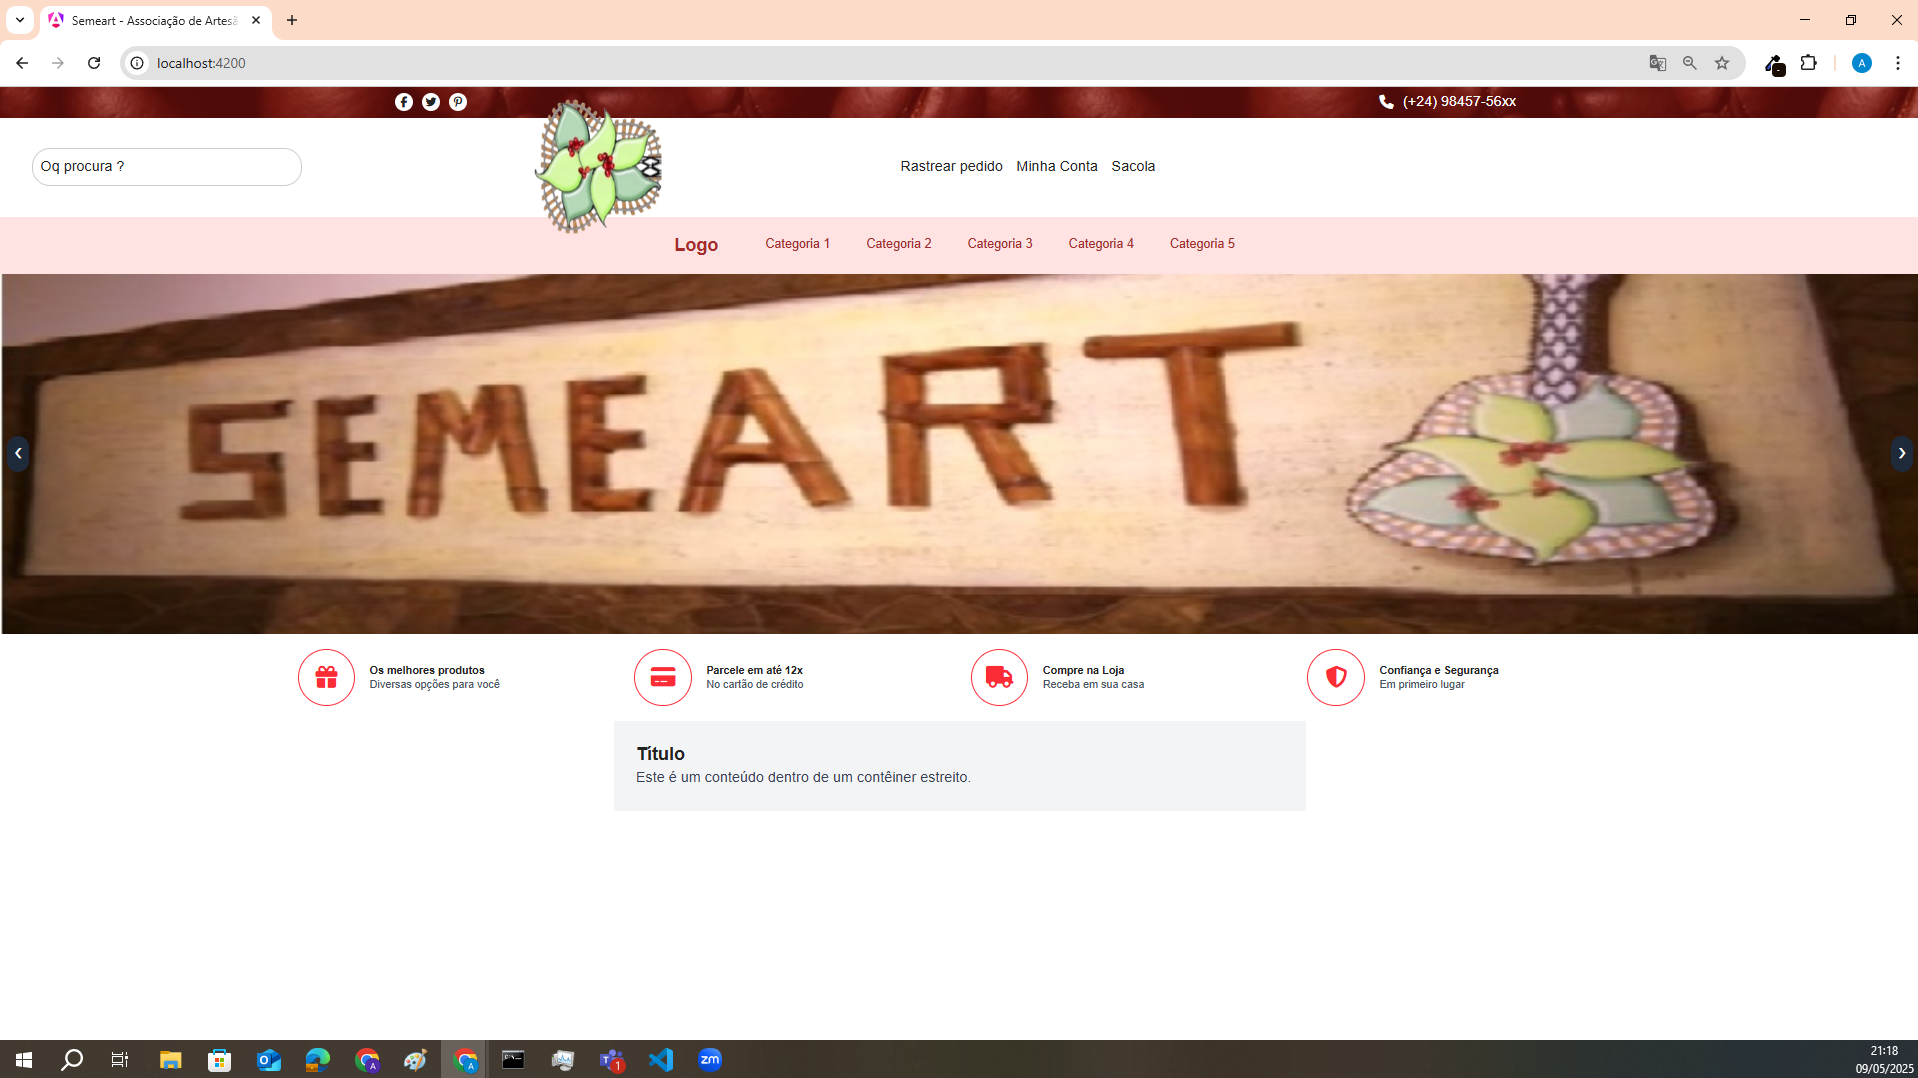 Semeart - Associação de Artesã
localhost:4200
A
(+24) 98457-56xx
Oq procura ?
Rastrear pedido Minha Conta Sacola
Logo Categoria 1 Categoria 2 Categoria 3 Categoria 4 Categoria 5
SEMEART
Os melhores produtos
Diversas opções para você
Parcele em até 12x
No cartão de crédito
Compre na Loja
Receba em sua casa
Confiança e Segurança
Em primeiro lugar
Título
Este é um conteúdo dentro de um contêiner estreito.
zm
21:18
09/05/2025